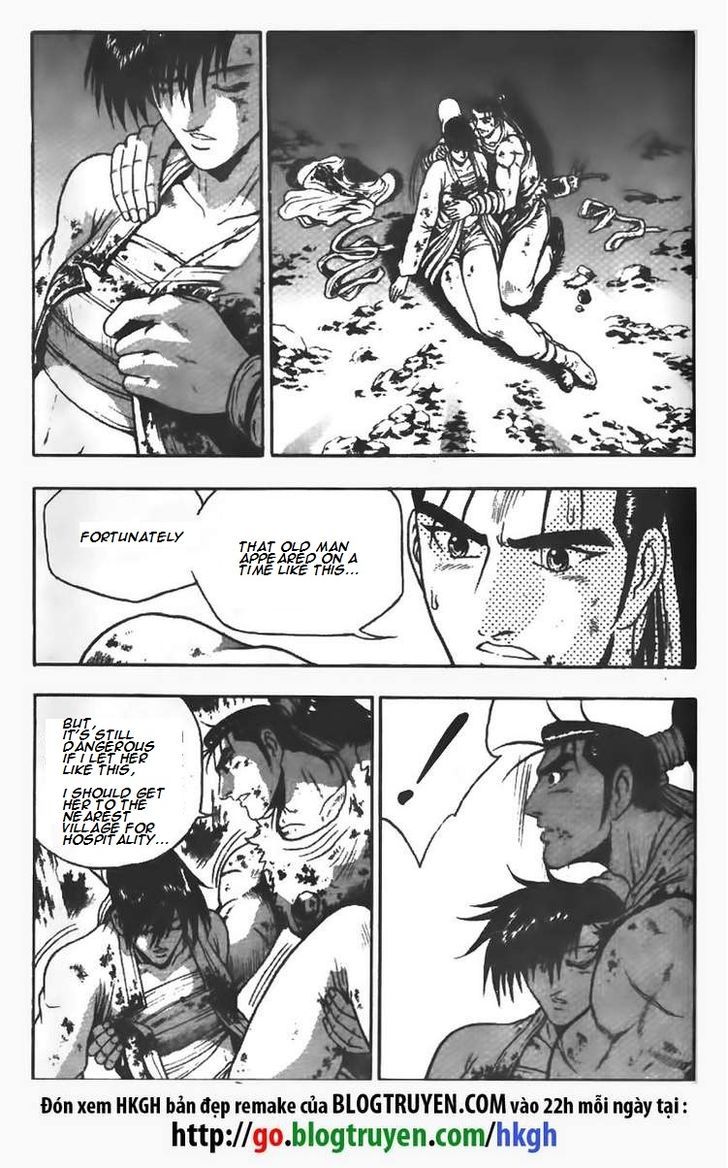 FORTUNATELY
THAT OLD MAN
APPEARED ON A
TIME LIKE THIS...
BUT,
IT'S STILL
DANGEROUS
IF I LET HER
LIKE THIS,
I SHOULD GET
HER TO THE
NEAREST
VILLAGE FOR
HOSPITALITY...
!
Đón xem HKGH bản đẹp remake của BLOGTRUYEN.COM vào 22h mỗi ngày tại :
http://go.blogtruyen.com/hkgh